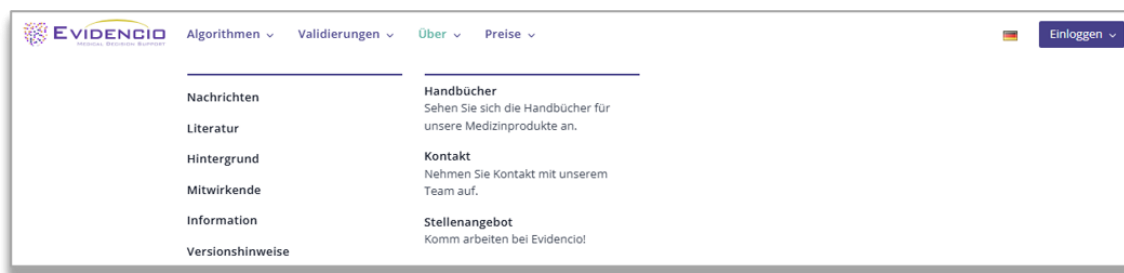 EVIDENCIO
MEDICAL DECISION SUPPORT
Algorithmen Validierungen Über Preise Einloggen
Nachrichten
Literatur
Hintergrund
Mitwirkende
Information
Versionshinweise
Handbücher
Sehen Sie sich die Handbücher für
unsere Medizinprodukte an.
Kontakt
Nehmen Sie Kontakt mit unserem
Team auf.
Stellenangebot
Komm arbeiten bei Evidencio!